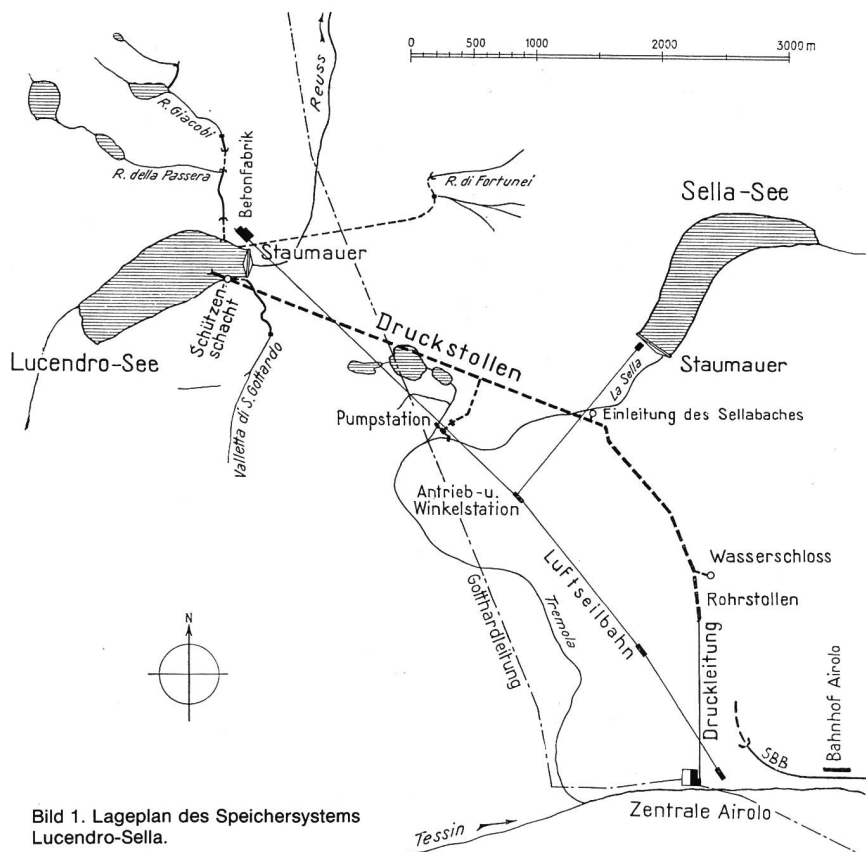 0 500 1000 2000 3000 m
Reuss
R. Giacobi
R. della Passera
Betonfabrik
R. di Fortunei
Sella-See
Staumauer
Schützen-
schacht
Druckstollen
Lucendro-See
Staumauer
La Sella
Valletta di S. Gottardo
Pumpstation
Einleitung des Sellabaches
Antrieb-u.
Winkelstation
Wasserschloss
Luftseilbahn
Rohrstollen
Gotthardleitung
Tremola
N
Druckleitung
SBB
Bahnhof Airolo
Zentrale Airolo
Tessin
Bild 1. Lageplan des Speichersystems
Lucendro-Sella.